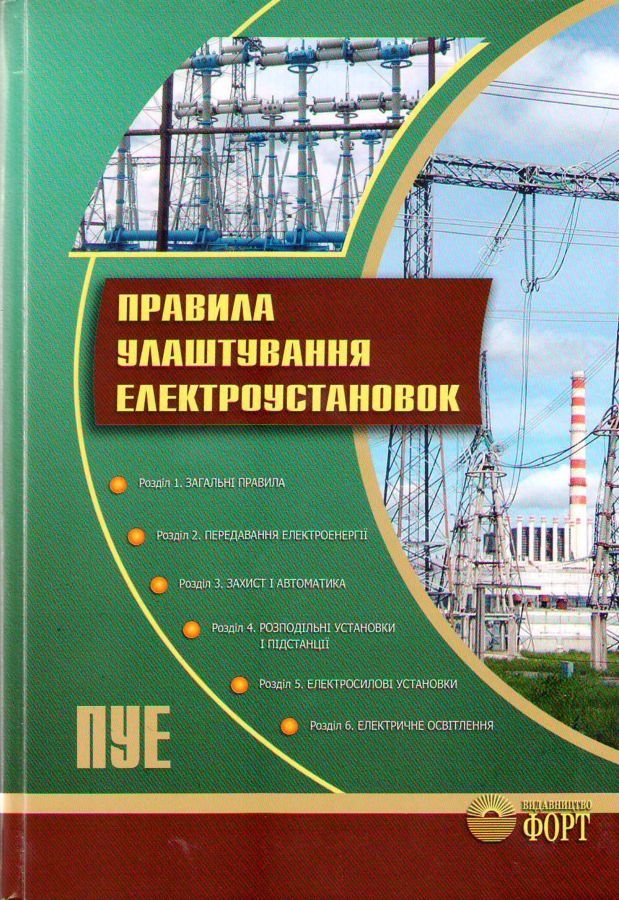 ПРАВИЛА
УЛАШТУВАННЯ
ЕЛЕКТРОУСТАНОВОК
Розділ 1. ЗАГАЛЬНІ ПРАВИЛА
Розділ 2. ПЕРЕДАВАННЯ ЕЛЕКТРОЕНЕРГІЇ
Розділ 3. ЗАХИСТ І АВТОМАТИКА
Розділ 4. РОЗПОДІЛЬНІ УСТАНОВКИ
І ПІДСТАНЦІЇ
Розділ 5. ЕЛЕКТРОСИЛОВІ УСТАНОВКИ
Розділ 6. ЕЛЕКТРИЧНЕ ОСВІТЛЕННЯ
ПУЕ
ВИДАВНИЦТВО
ФОРТ